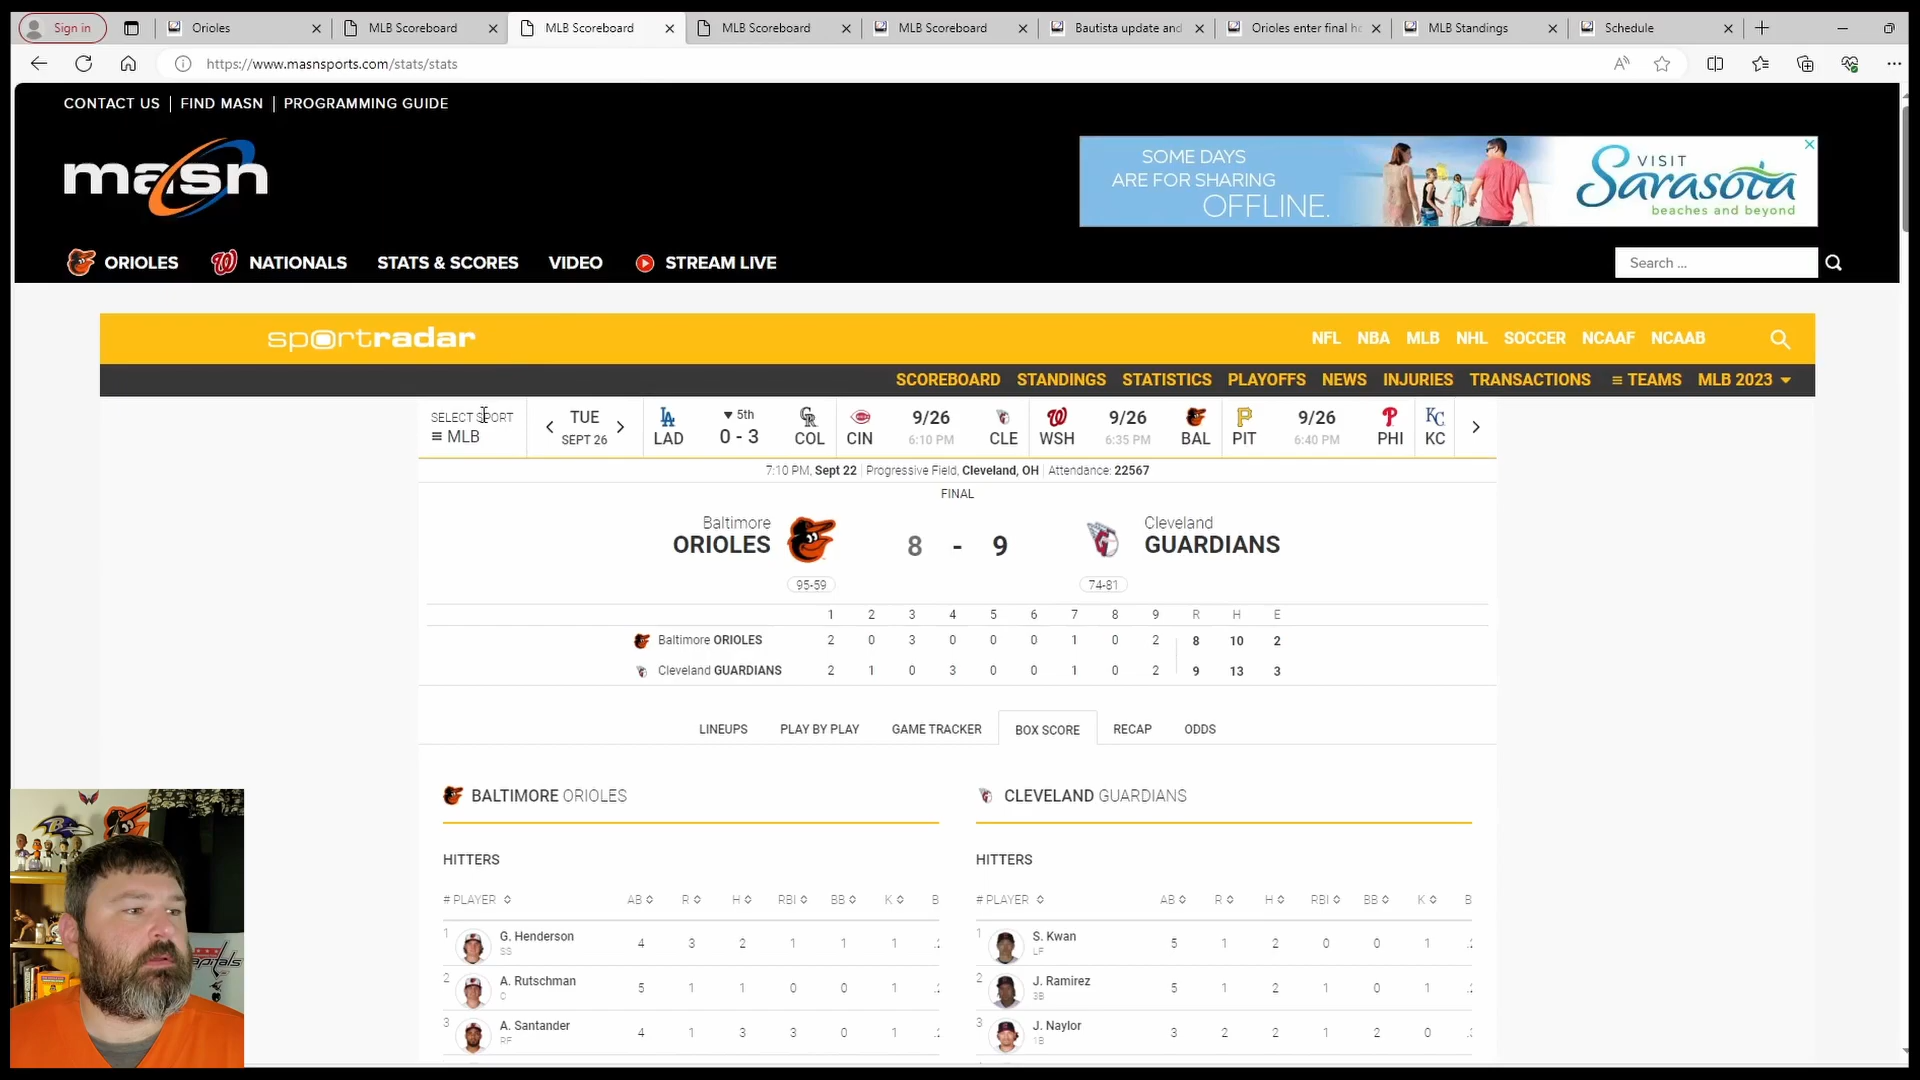 Sign in
Orioles
MLB Scoreboard
MLB Scoreboard
MLB Scoreboard
MLB Scoreboard
Bautista update and
Orioles enter final h
MLB Standings
Schedule
https://www.masnsports.com/stats/stats
CONTACT US | FIND MASN | PROGRAMMING GUIDE
masn
SOME DAYS
ARE FOR SHARING
OFFLINE.
VISIT
Sarasota
beaches and beyond
ORIOLES NATIONALS STATS & SCORES VIDEO STREAM LIVE
Search ...
sportradar
NFL NBA MLB NHL SOCCER NCAAF NCAAB
SCOREBOARD STANDINGS STATISTICS PLAYOFFS NEWS INJURIES TRANSACTIONS TEAMS MLB 2023
SELECT SPORT
MLB
TUE
SEPT 26
LAD 5th 0 - 3 COL
CIN 9/26 6:10 PM CLE
WSH 9/26 6:35 PM BAL
PIT 9/26 6:40 PM PHI
KC
7:10 PM, Sept 22 | Progressive Field, Cleveland, OH | Attendance: 22567
FINAL
Baltimore
ORIOLES
8 - 9
Cleveland
GUARDIANS
95-59
74-81
1 2 3 4 5 6 7 8 9 R H E
Baltimore ORIOLES 2 0 3 0 0 0 1 0 2 8 10 2
Cleveland GUARDIANS 2 1 0 3 0 0 1 0 2 9 13 3
LINEUPS PLAY BY PLAY GAME TRACKER BOX SCORE RECAP ODDS
BALTIMORE ORIOLES
HITTERS
# PLAYER AB R H RBI BB K B
1 G. Henderson SS 4 3 2 1 1 1 .2
2 A. Rutschman C 5 1 1 0 0 1 .2
3 A. Santander RF 4 1 3 3 0 1
CLEVELAND GUARDIANS
HITTERS
# PLAYER AB R H RBI BB K B
1 S. Kwan LF 5 1 2 0 0 1 .2
2 J. Ramirez 3B 5 1 2 1 0 1 .2
3 J. Naylor 1B 3 2 2 1 2 0
apitals